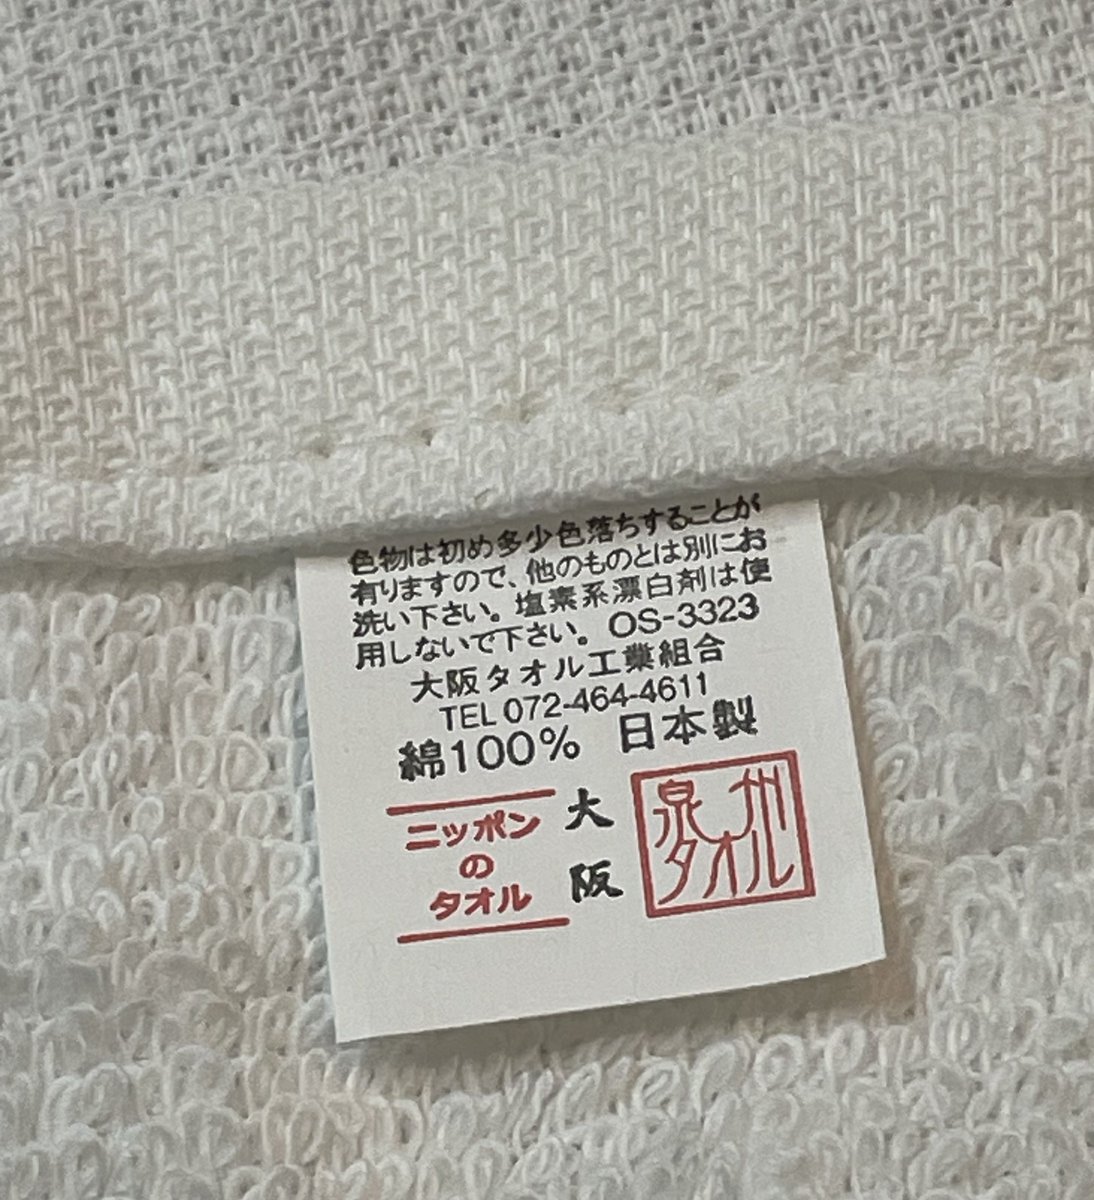 色物は初め多少色落ちすることが
有りますので、他のものとは別にお
洗い下さい。塩素系漂白剤は使
用しないで下さい。OS-3323
大阪タオル工業組合
TEL 072-464-4611
綿100% 日本製
ニッポン
の
タオル
大
阪
泉州
タオル